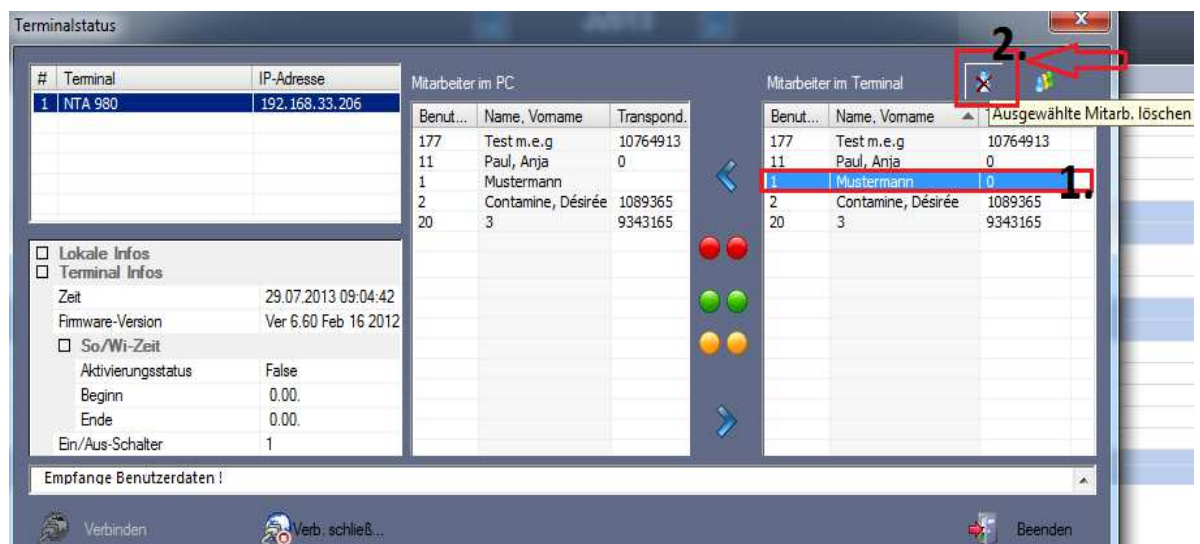 Terminalstatus
2.
# Terminal IP-Adresse
1 NTA 980 192.168.33.206
Mitarbeiter im PC
Benut... Name, Vorname Transpond.
177 Test m.e.g 10764913
11 Paul, Anja 0
1 Mustermann
2 Contamine, Désirée 1089365
20 3 9343165
Mitarbeiter im Terminal
Benut... Name, Vorname
Ausgewählte Mitarb. löschen
177 Test m.e.g 10764913
11 Paul, Anja 0
1 Mustermann 0
1.
2 Contamine, Désirée 1089365
20 3 9343165
Lokale Infos
Terminal Infos
Zeit 29.07.2013 09:04:42
Firmware-Version Ver 6.60 Feb 16 2012
So/Wi-Zeit
Aktivierungsstatus False
Beginn 0.00.
Ende 0.00.
Ein/Aus-Schalter 1
Empfange Benutzerdaten !
Verbinden
Verb. schließ...
Beenden